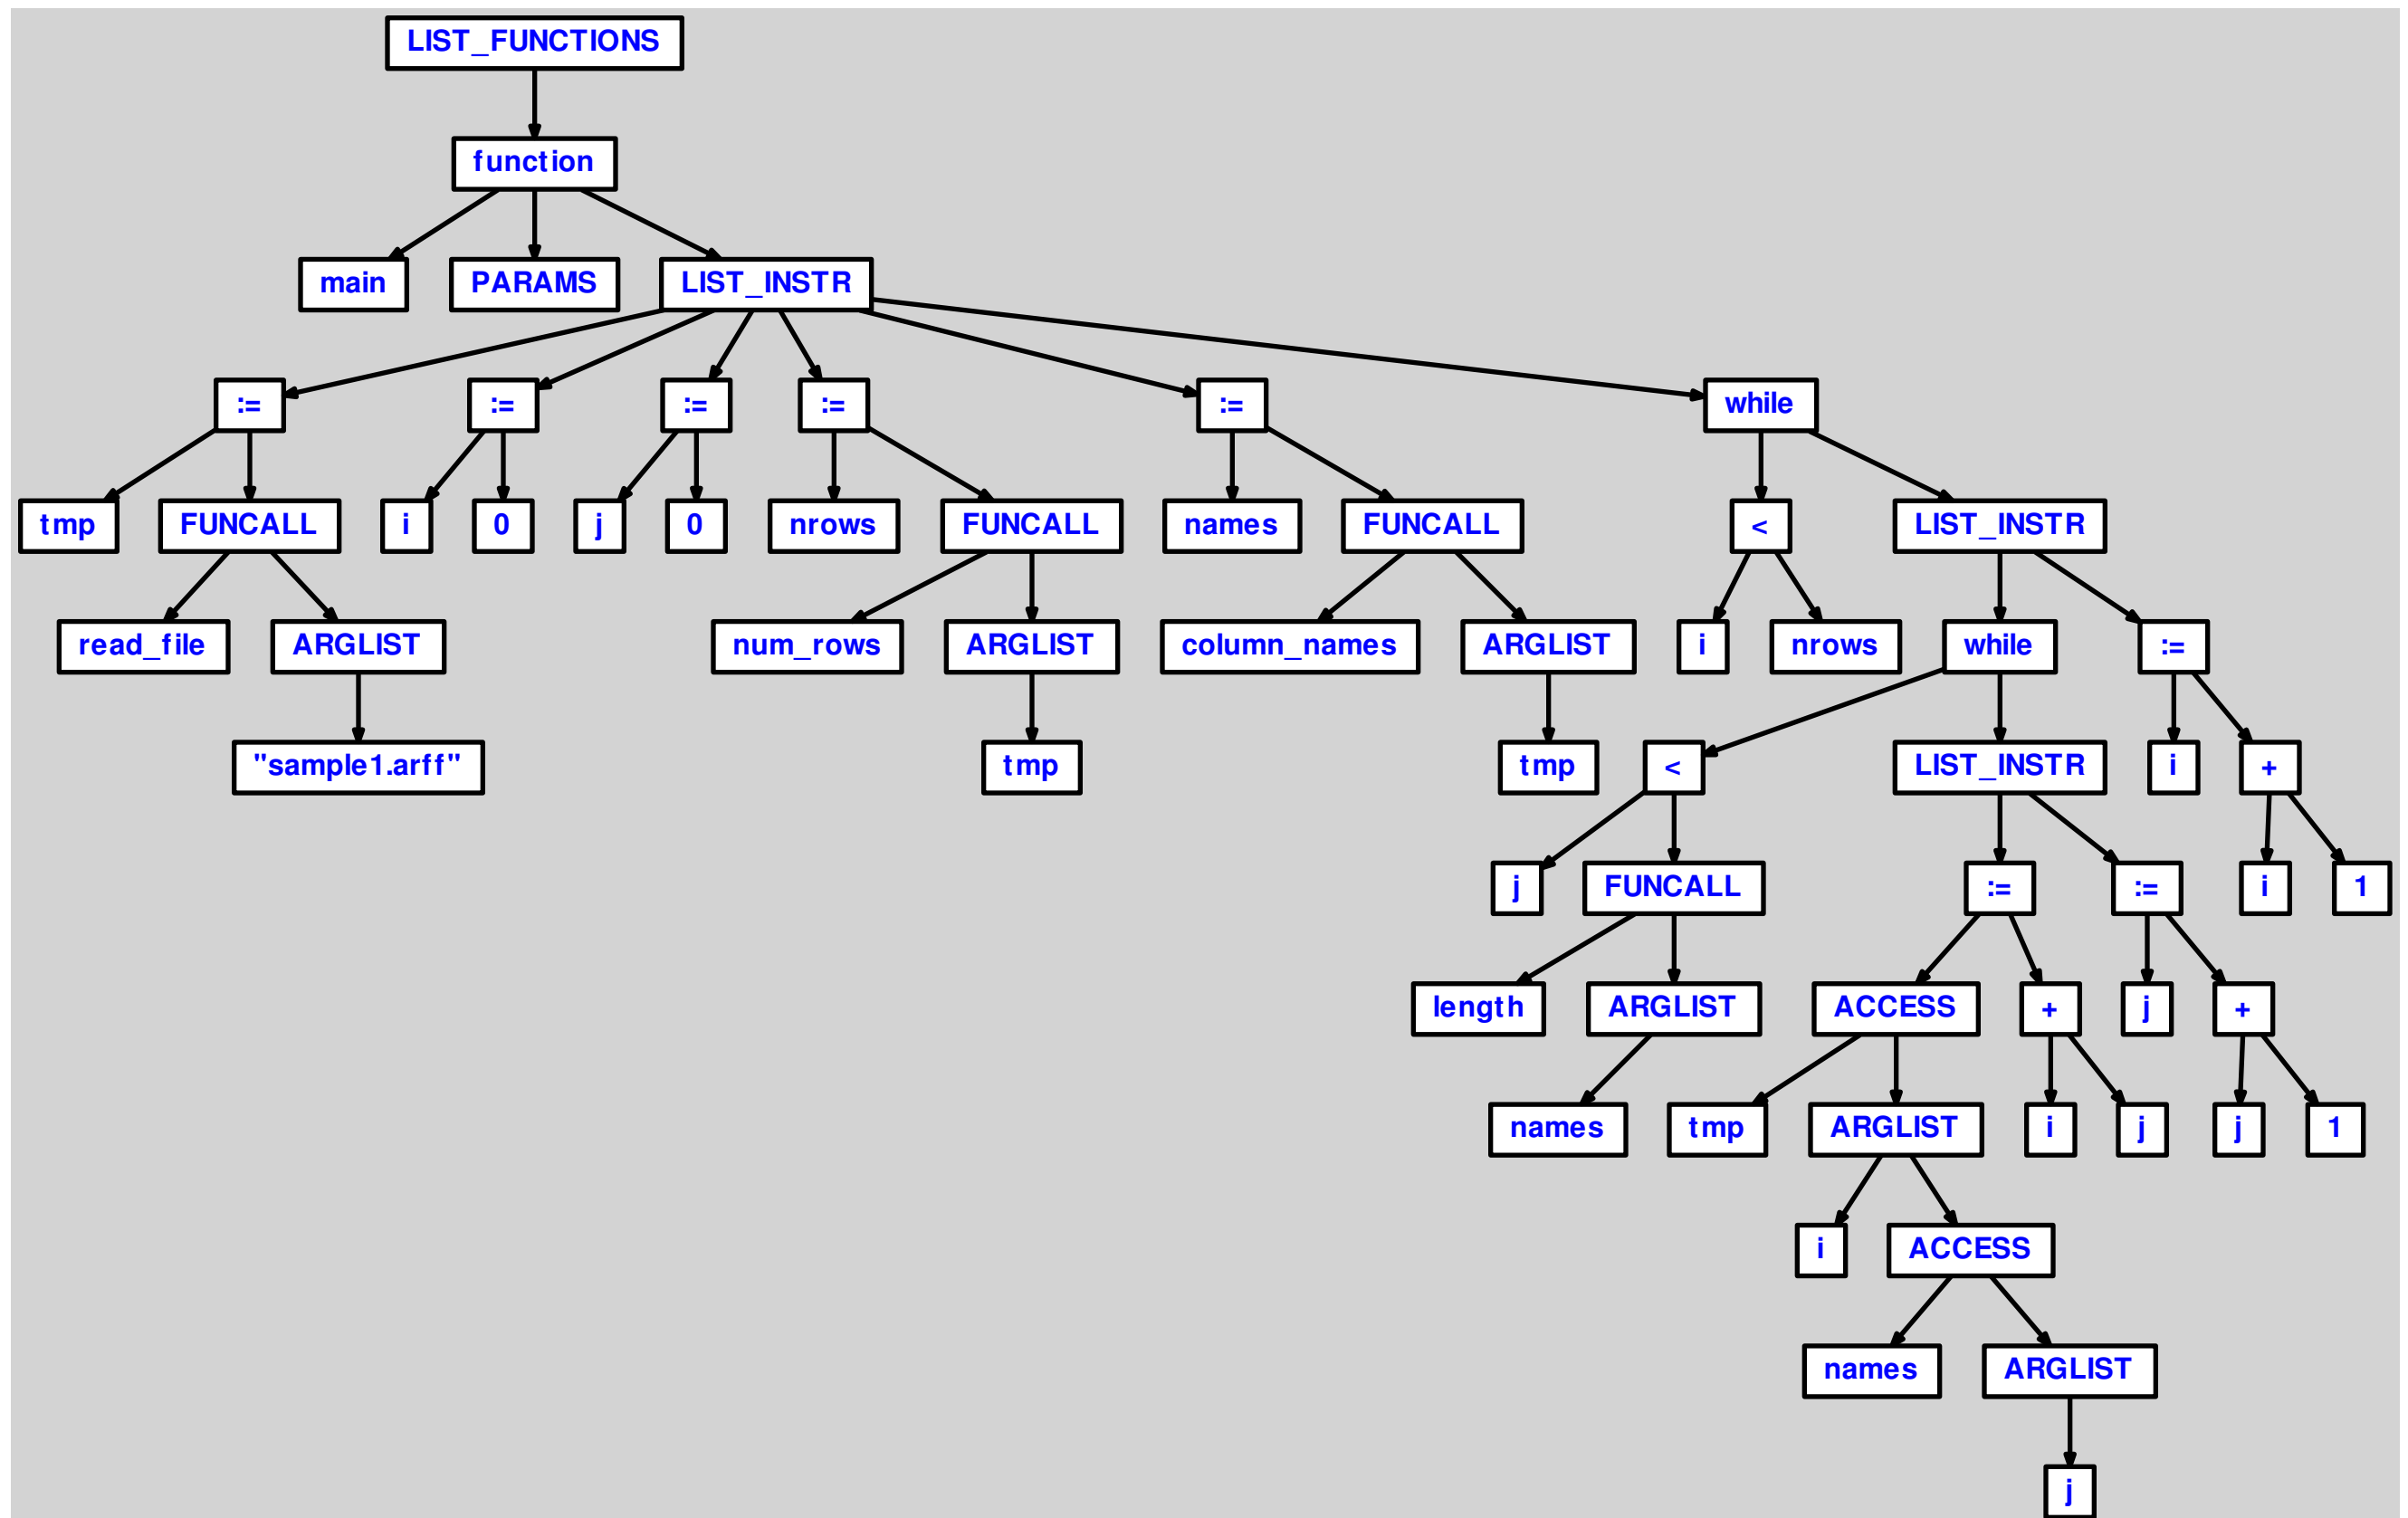 LIST_FUNCTIONS
function
main PARAMS LIST_INSTR
:= := := := := while
tmp FUNCALL i 0 j 0 nrows FUNCALL names FUNCALL < LIST_INSTR
read_file ARGLIST num_rows ARGLIST column_names ARGLIST i nrows while :=
"sample1.arff" tmp tmp < LIST_INSTR i +
j FUNCALL := := i 1
length ARGLIST ACCESS + j +
names tmp ARGLIST i j j 1
i ACCESS
names ARGLIST
j